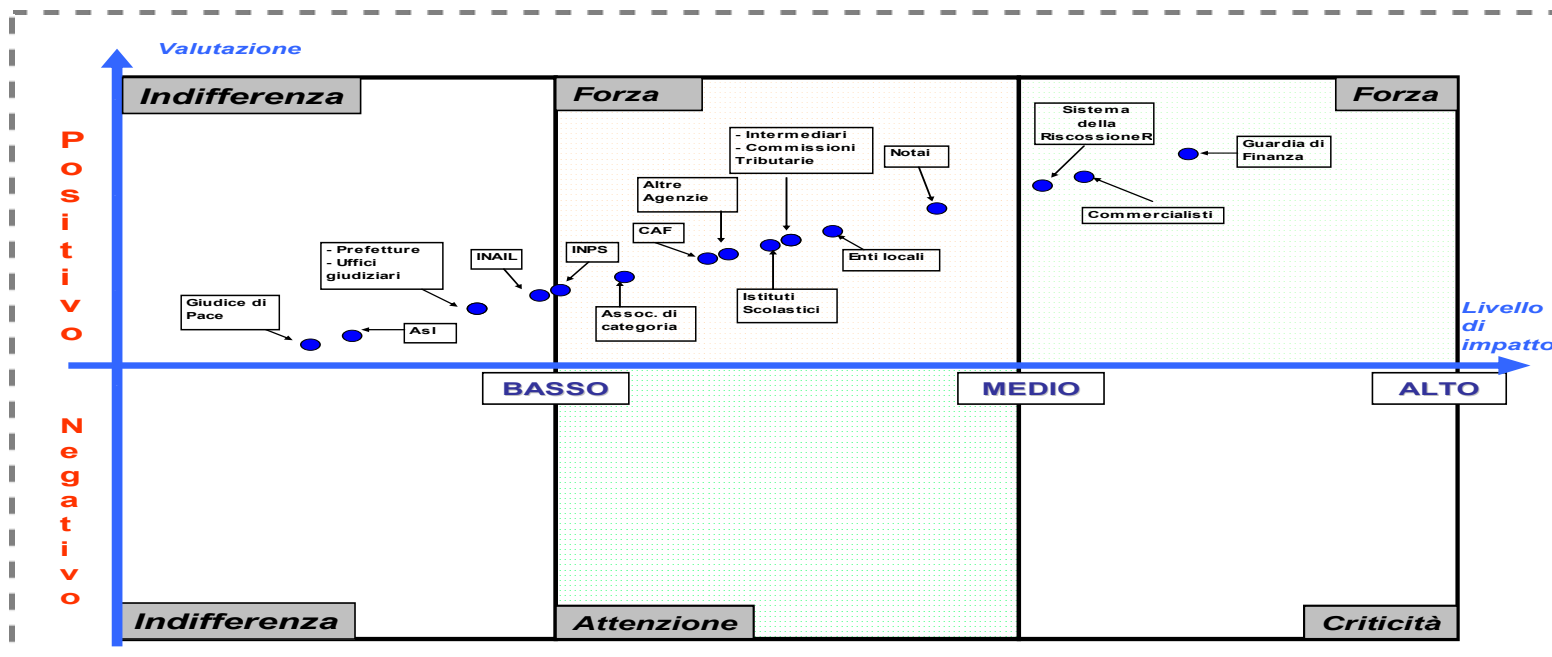 Valutazione
Indifferenza
Forza
Forza
Positivo
Sistema
della
RiscossioneR
- Intermediari
- Commissioni
Tributarie
Notai
Guardia di
Finanza
Altre
Agenzie
Commercialisti
CAF
- Prefetture
- Uffici
giudiziari
INAIL
INPS
Enti locali
Giudice di
Pace
Asl
Assoc. di
categoria
Istituti
Scolastici
Livello
di
impatto
BASSO
MEDIO
ALTO
Negativo
Indifferenza
Attenzione
Criticità